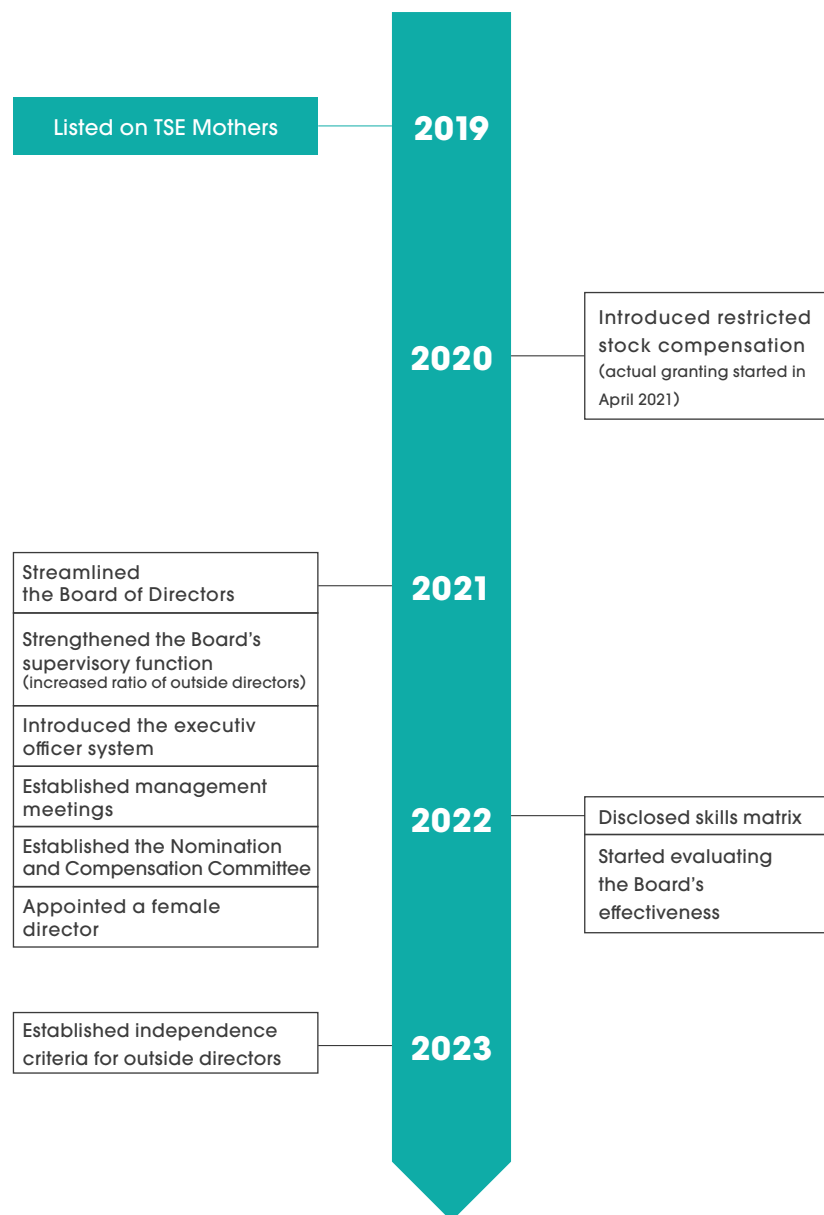 Listed on TSE Mothers
2019
2020
Introduced restricted
stock compensation
(actual granting started in
April 2021)
2021
Streamlined
the Board of Directors
Strengthened the Board's
supervisory function
(increased ratio of outside directors)
Introduced the executiv
officer system
Established management
meetings
Established the Nomination
and Compensation Committee
Appointed a female
director
2022
Disclosed skills matrix
Started evaluating
the Board's
effectiveness
Established independence
criteria for outside directors
2023